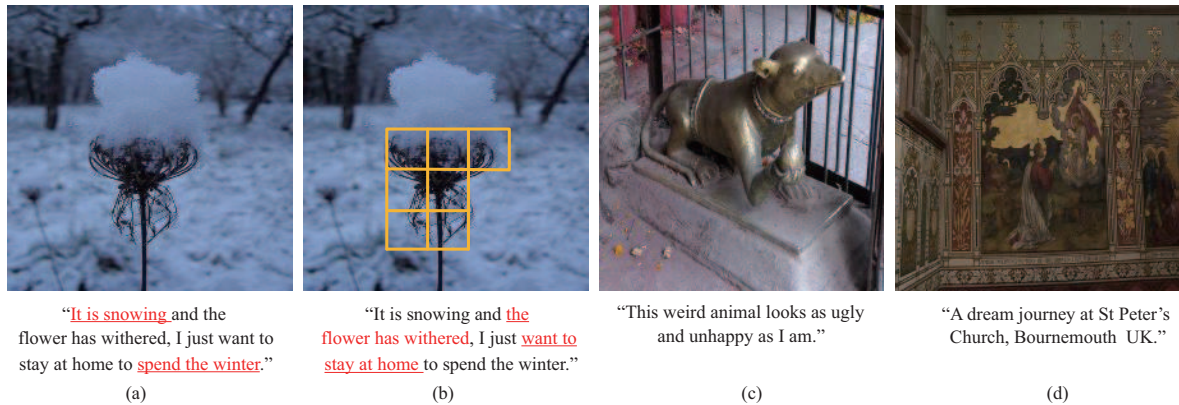 “It is snowing and the
flower has withered, I just want to
stay at home to spend the winter.”
(a)
“It is snowing and the
flower has withered, I just want to
stay at home to spend the winter.”
(b)
“This weird animal looks as ugly
and unhappy as I am.”
(c)
“A dream journey at St Peter’s
Church, Bournemouth UK.”
(d)